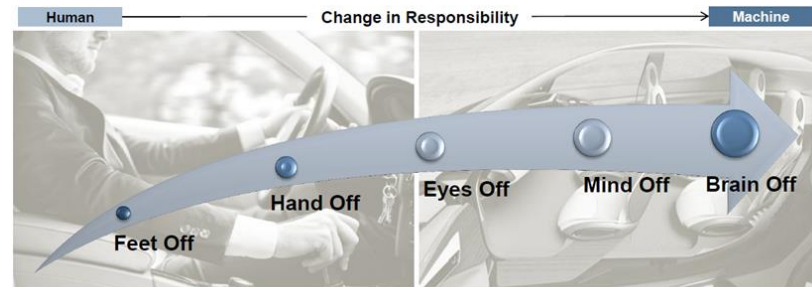 Human
Change in Responsibility
Machine
Feet Off
Hand Off
Eyes Off
Mind Off
Brain Off